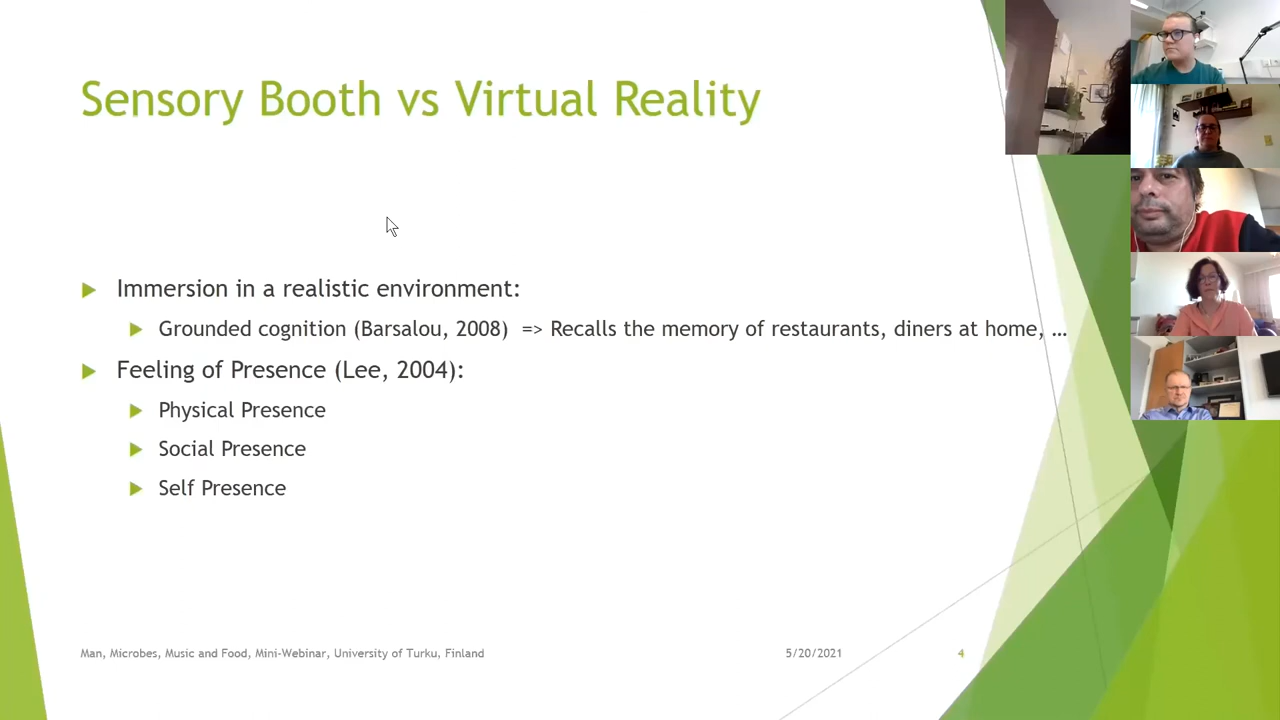 Sensory Booth vs Virtual Reality
Immersion in a realistic environment:
Grounded cognition (Barsalou, 2008) => Recalls the memory of restaurants, diners at home, …
Feeling of Presence (Lee, 2004):
Physical Presence
Social Presence
Self Presence
Man, Microbes, Music and Food, Mini-Webinar, University of Turku, Finland
5/20/2021
4